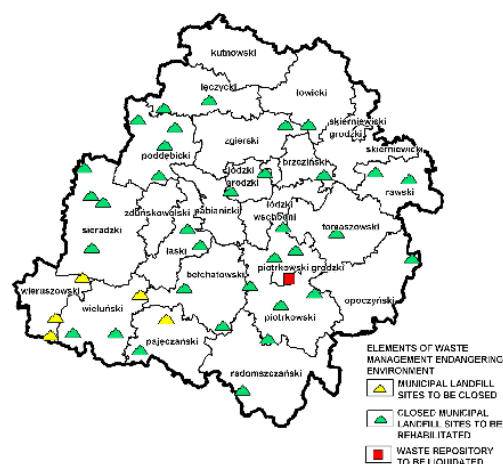 kutnowski
łęczycki
łowicki
skierniewicki
grodzki
zgierski
skierniewicki
poddębicki
brzeziński
łódzki
grodzki
rawski
zduńskowolski
pabianicki
łódzki
wschodni
sieradzki
tomaszowski
łaski
piotrkowski grodzki
bełchatowski
wieruszowski
opoczyński
wieluński
piotrkowski
pajęczański
radomszczański
ELEMENTS OF WASTE
MANAGEMENT ENDANGERING
ENVIRONMENT
MUNICIPAL LANDFILL
SITES TO BE CLOSED
CLOSED MUNICIPAL
LANDFILL SITES TO BE
REHABILITATED
WASTE REPOSITORY
TO BE LIQUIDATED